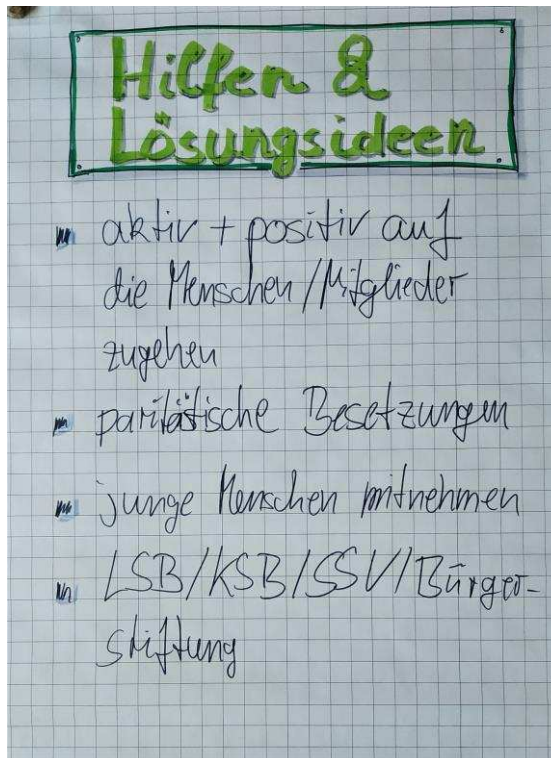 Hilfen &
Lösungsideen
aktiv + positiv auf
die Menschen/Mitglieder
zugehen
paritätische Besetzungen
junge Menschen mitnehmen
LSB/KSB/SSV/Bürger-
stiftung